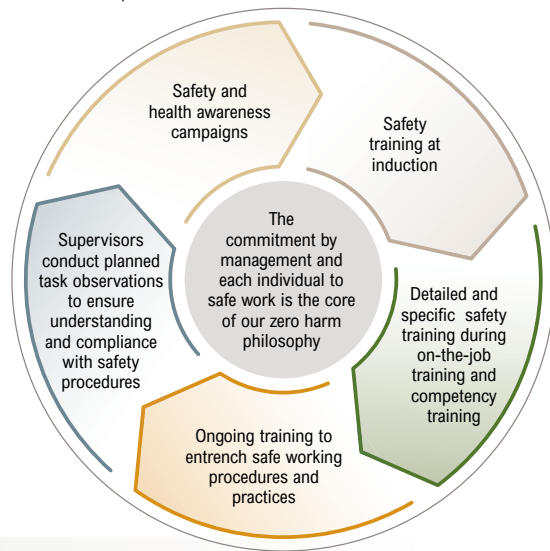 Safety and
health awareness
campaigns
Safety
training at
induction
The
commitment by
management and
each individual to
safe work is the core
of our zero harm
philosophy
Supervisors
conduct planned
task observations
to ensure
understanding
and compliance
with safety
procedures
Detailed and
specific safety
training during
on-the-job
training and
competency
training
Ongoing training to
entrench safe working
procedures and
practices